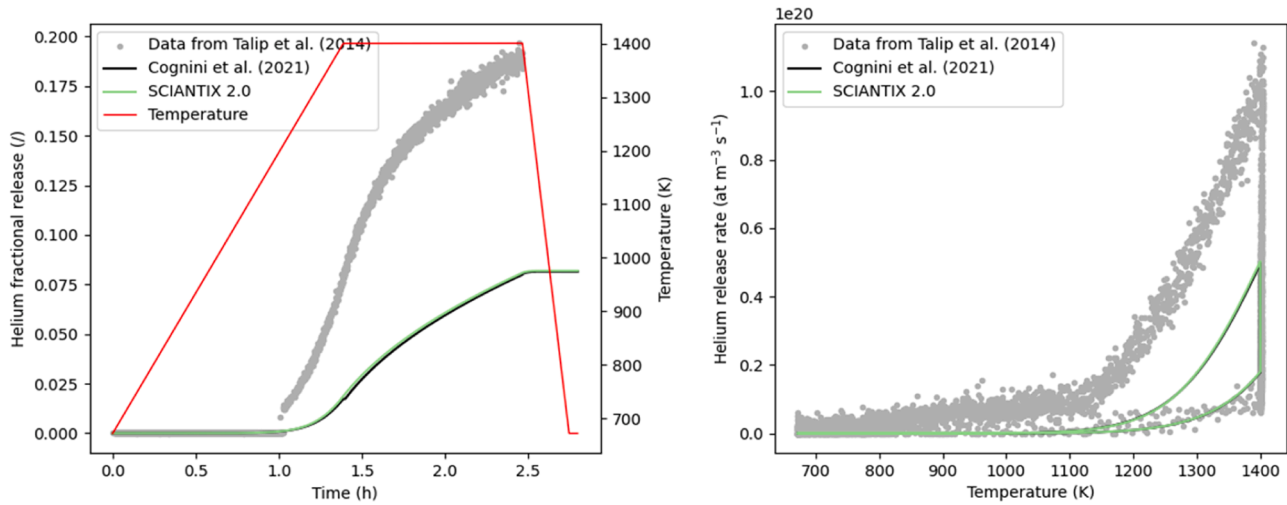 Data from Talip et al. (2014)
Cognini et al. (2021)
SCIANTIX 2.0
Temperature
Helium fractional release (/)
0.200
0.175
0.150
0.125
0.100
0.075
0.050
0.025
0.000
0.0 0.5 1.0 1.5 2.0 2.5
Time (h)
1400
1300
1200
1100
1000
900
800
700
Temperature (K)
1e20
Data from Talip et al. (2014)
Cognini et al. (2021)
SCIANTIX 2.0
Helium release rate (at m⁻³ s⁻¹)
1.0
0.8
0.6
0.4
0.2
0.0
700 800 900 1000 1100 1200 1300 1400
Temperature (K)